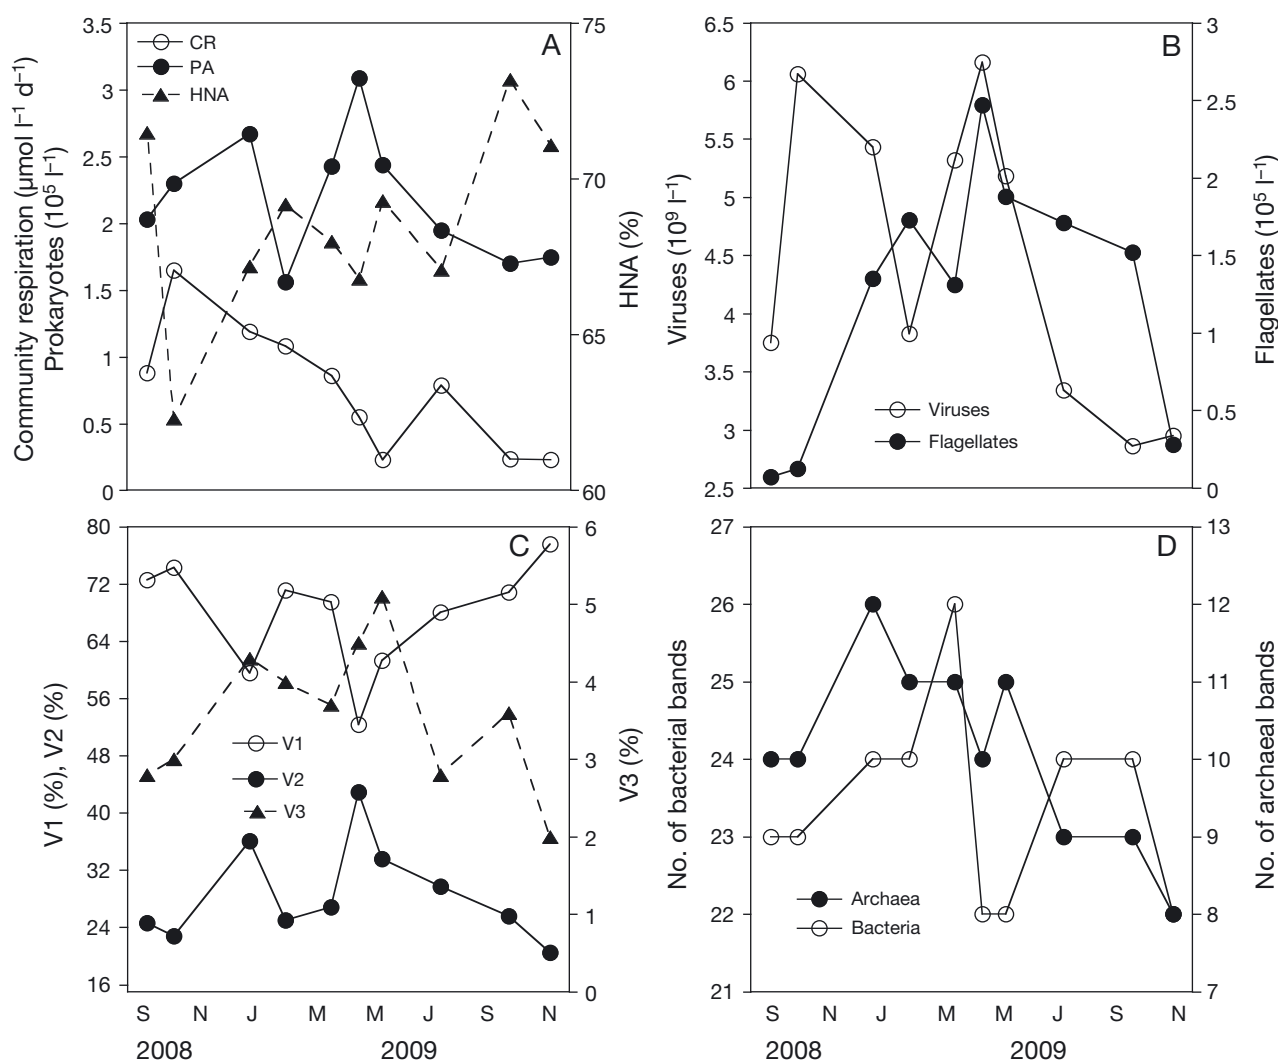 A
CR
PA
HNA
3.5
3
2.5
2
1.5
1
0.5
0
Community respiration (µmol l–1 d–1)
Prokaryotes (10⁵ l–1)
75
70
65
60
HNA (%)
B
6.5
6
5.5
5
4.5
4
3.5
3
2.5
Viruses (10⁹ l–1)
Viruses
Flagellates
3
2.5
2
1.5
1
0.5
0
Flagellates (10⁵ l–1)
C
80
72
64
56
48
40
32
24
16
V1 (%), V2 (%)
V1
V2
V3
6
5
4
3
2
1
0
V3 (%)
S N J M M J S N
2008 2009
D
27
26
25
24
23
22
21
No. of bacterial bands
Archaea
Bacteria
13
12
11
10
9
8
7
No. of archaeal bands
S N J M M J S N
2008 2009